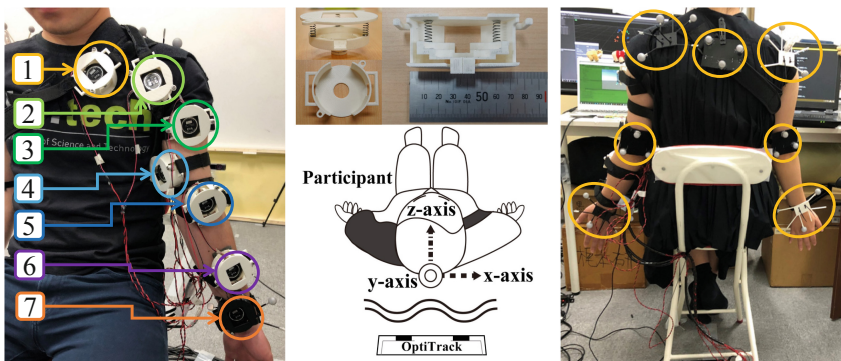 1
2
3
4
5
6
7
tech
of Science and Technology
10 20 30 40 50 60 70 80 90
Participant
z-axis
y-axis
x-axis
OptiTrack